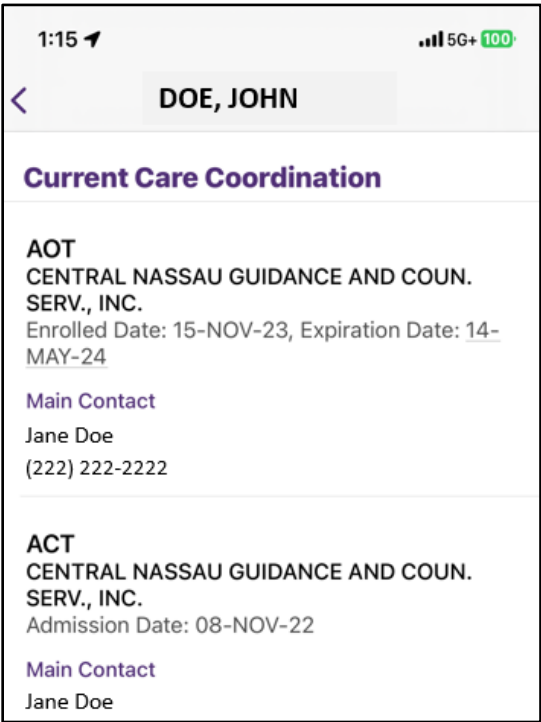 1:15 5G+ 100
DOE, JOHN
Current Care Coordination
AOT
CENTRAL NASSAU GUIDANCE AND COUN.
SERV., INC.
Enrolled Date: 15-NOV-23, Expiration Date: 14-
MAY-24
Main Contact
Jane Doe
(222) 222-2222
ACT
CENTRAL NASSAU GUIDANCE AND COUN.
SERV., INC.
Admission Date: 08-NOV-22
Main Contact
Jane Doe